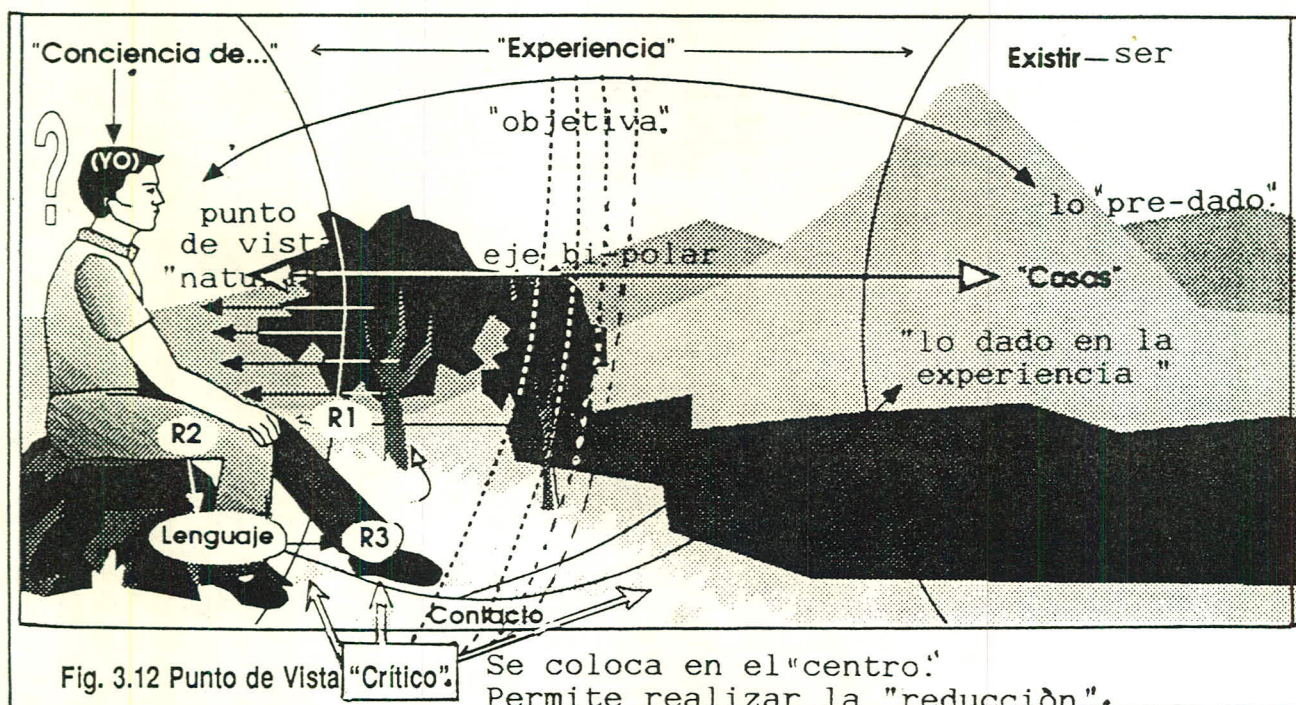 "Conciencia de..."
"Experiencia"
Existir—ser
"objetiva".
?
(YO)
lo "pre-dado".
punto
de vista
"natural"
eje bi-polar
"Cosas"
"lo dado en la
experiencia "
R1
R2
Lenguaje
R3
Contacto
Fig. 3.12 Punto de Vista "Crítico".
Se coloca en el "centro".
Permite realizar la "reducciòn".